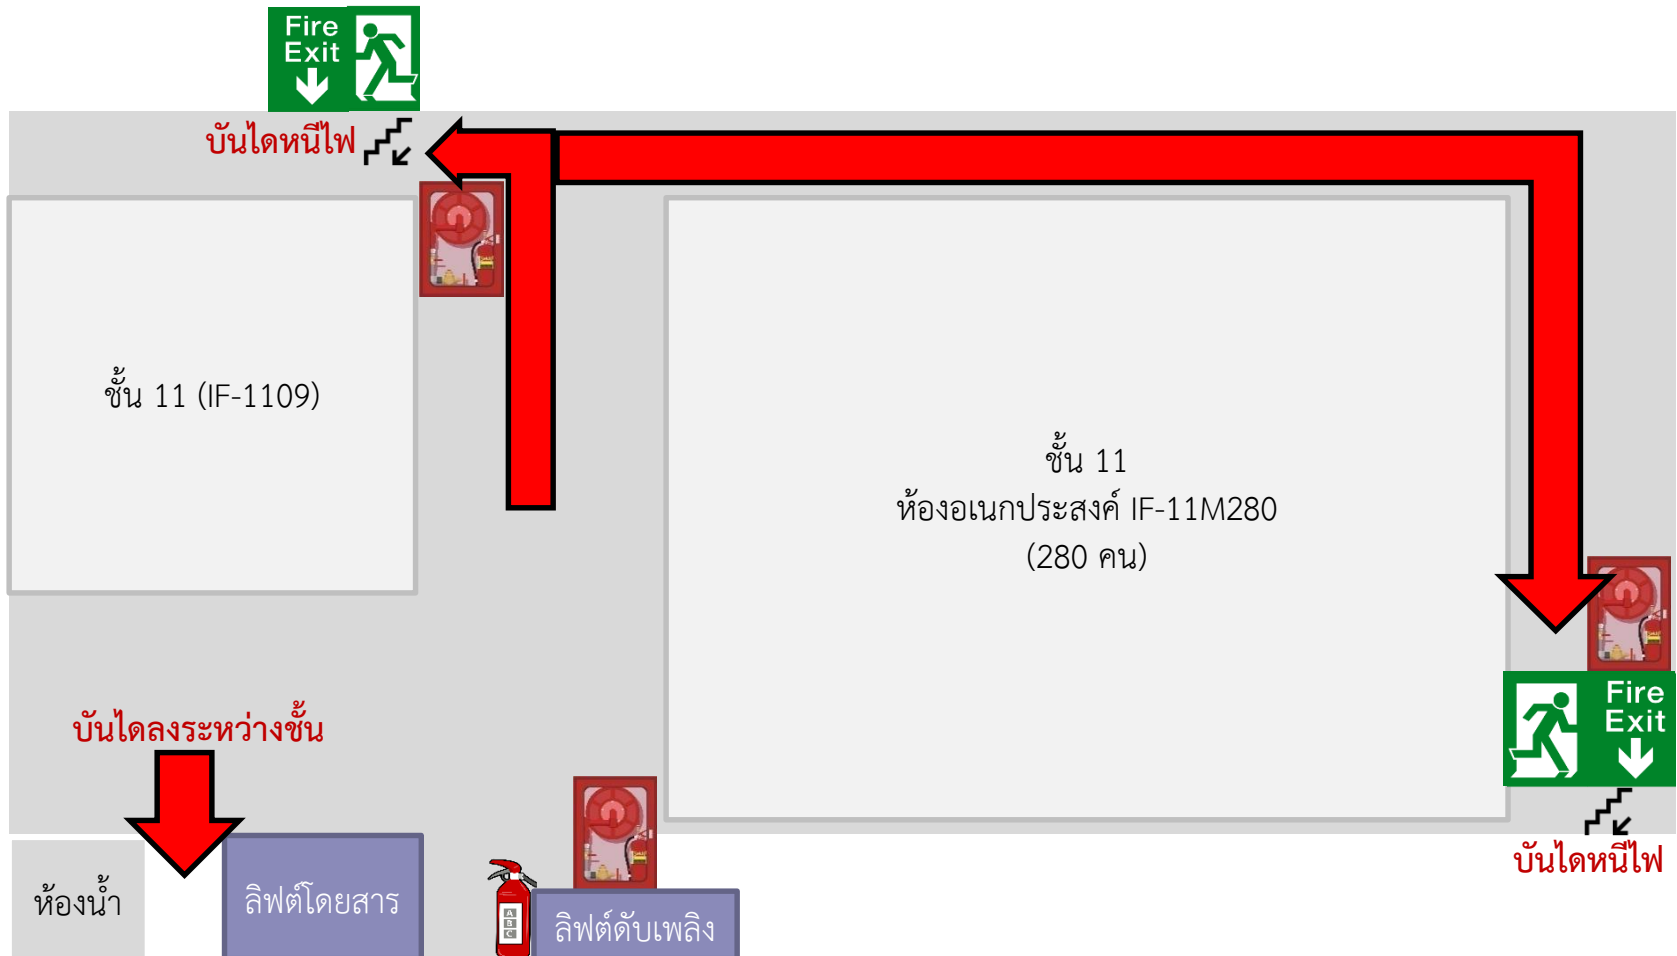 Fire
Exit
บันไดหนีไฟ
ชั้น 11 (IF-1109)
ชั้น 11
ห้องอเนกประสงค์ IF-11M280
(280 คน)
Fire
Exit
บันไดหนีไฟ
บันไดลงระหว่างชั้น
ห้องน้ำ
ลิฟต์โดยสาร
A
B
C
ลิฟต์ดับเพลิง